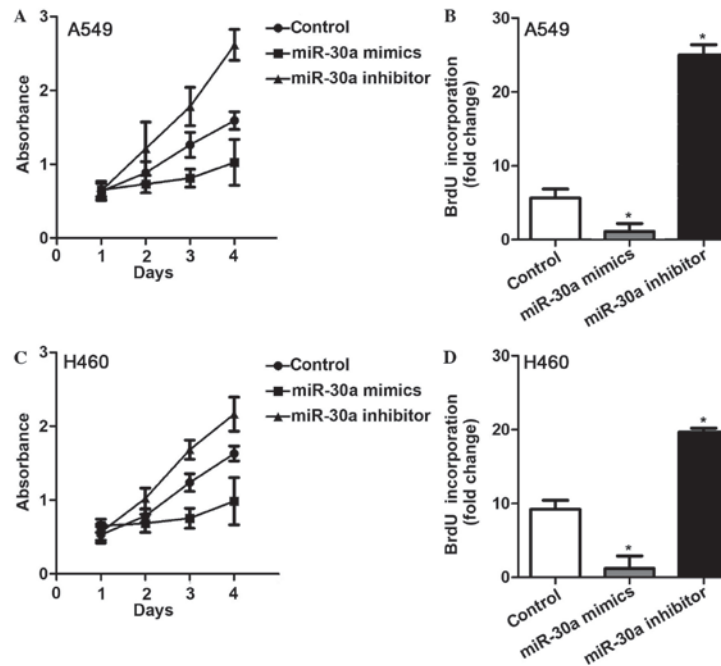 A
A549
3
2
1
0
Absorbance
0 1 2 3 4
Days
Control
miR-30a mimics
miR-30a inhibitor
B
A549
30
20
10
0
BrdU incorporation
(fold change)
*
*
Control
miR-30a mimics
miR-30a inhibitor
C
H460
3
2
1
0
Absorbance
0 1 2 3 4
Days
Control
miR-30a mimics
miR-30a inhibitor
D
H460
30
20
10
0
BrdU incorporation
(fold change)
*
*
Control
miR-30a mimics
miR-30a inhibitor